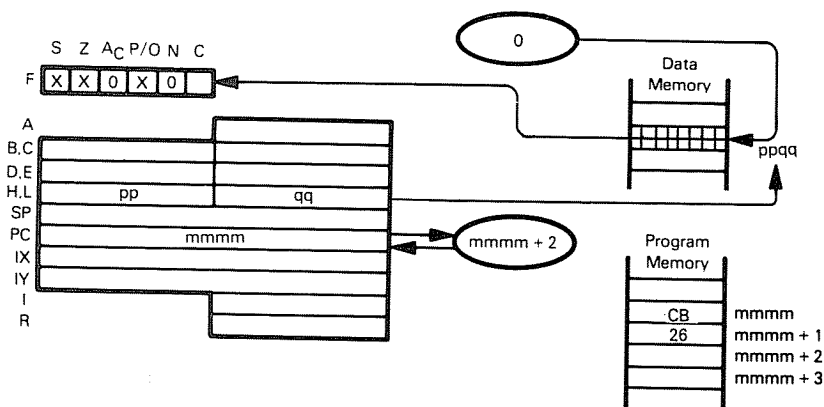 S Z AC P/O N C
F X X 0 X 0
0
Data
Memory
ppqq
A
B,C
D,E
H,L pp qq
SP
PC mmmm
mmmm + 2
IX
IY
I
R
Program
Memory
CB mmmm
26 mmmm + 1
mmmm + 2
mmmm + 3